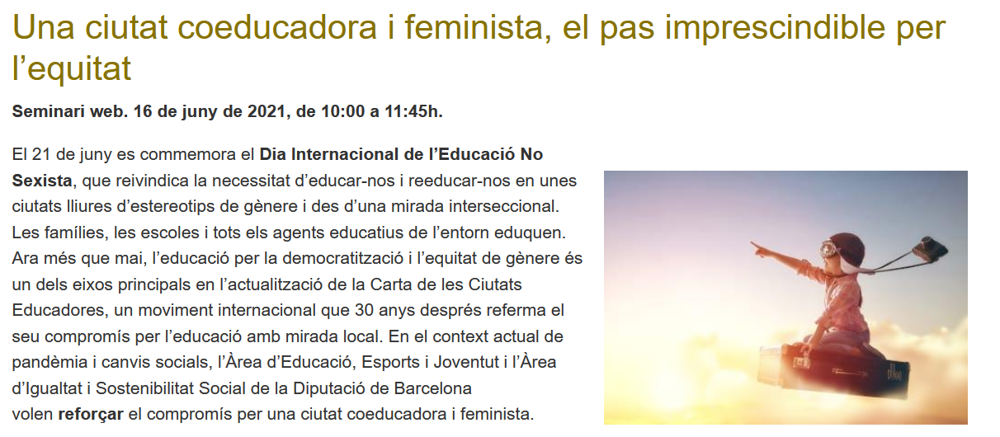 Una ciutat coeducadora i feminista, el pas imprescindible per
l’equitat
Seminari web. 16 de juny de 2021, de 10:00 a 11:45h.
El 21 de juny es commemora el Dia Internacional de l’Educació No
Sexista, que reivindica la necessitat d’educar-nos i reeducar-nos en unes
ciutats lliures d’estereotips de gènere i des d’una mirada interseccional.
Les famílies, les escoles i tots els agents educatius de l’entorn eduquen.
Ara més que mai, l’educació per la democratització i l’equitat de gènere és
un dels eixos principals en l’actualització de la Carta de les Ciutats
Educadores, un moviment internacional que 30 anys després referma el
seu compromís per l’educació amb mirada local. En el context actual de
pandèmia i canvis socials, l’Àrea d’Educació, Esports i Joventut i l’Àrea
d’Igualtat i Sostenibilitat Social de la Diputació de Barcelona
volen reforçar el compromís per una ciutat coeducadora i feminista.